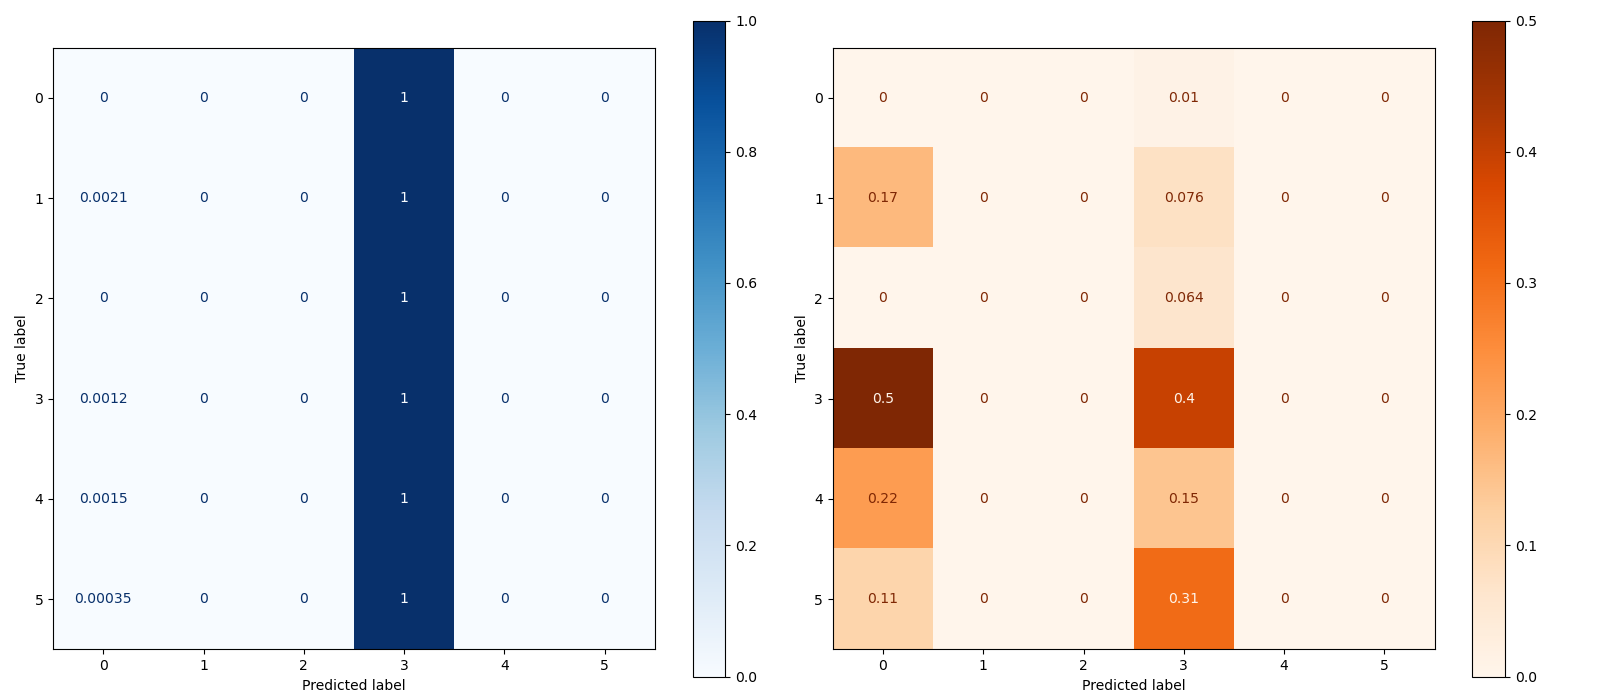 1.0
0.5
0 0 0 0 1 0 0
0 0 0 0 0.01 0 0
0.8
0.4
1 0.0021 0 0 1 0 0
1 0.17 0 0 0.076 0 0
0.6
0.3
2 0 0 0 1 0 0
2 0 0 0 0.064 0 0
True label
True label
3 0.0012 0 0 1 0 0
3 0.5 0 0 0.4 0 0
0.4
0.2
4 0.0015 0 0 1 0 0
4 0.22 0 0 0.15 0 0
0.2
0.1
5 0.00035 0 0 1 0 0
5 0.11 0 0 0.31 0 0
0 1 2 3 4 5
0 1 2 3 4 5
0.0
0.0
Predicted label
Predicted label